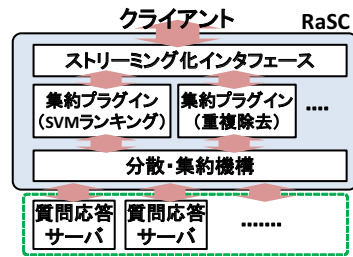 クライアント
RaSC
ストリーミング化インタフェース
集約プラグイン
(SVMランキング)
集約プラグイン
(重複除去)
....
分散・集約機構
質問応答
サーバ
質問応答
サーバ
.......